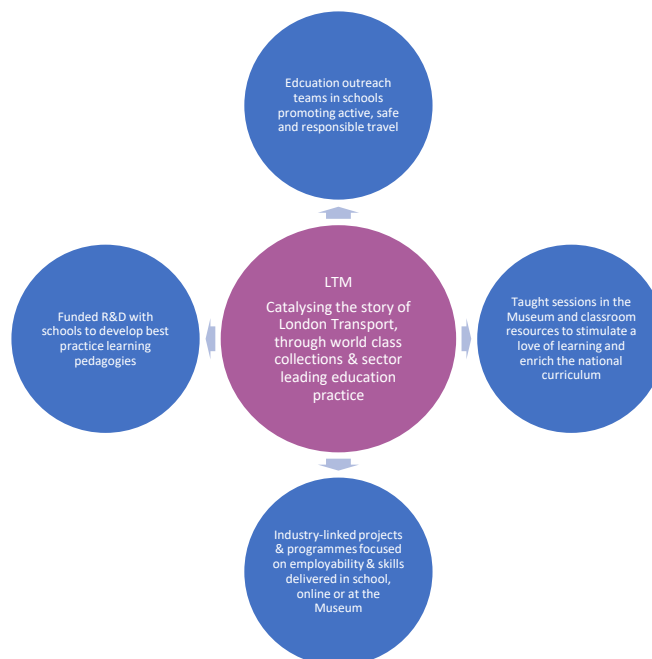 Edcuation outreach
teams in schools
promoting active, safe
and responsible travel
Funded R&D with
schools to develop best
practice learning
pedagogies
LTM
Catalysing the story of
London Transport,
through world class
collections & sector
leading education
practice
Taught sessions in the
Museum and classroom
resources to stimulate a
love of learning and
enrich the national
curriculum
Industry-linked projects
& programmes focused
on employability & skills
delivered in school,
online or at the
Museum